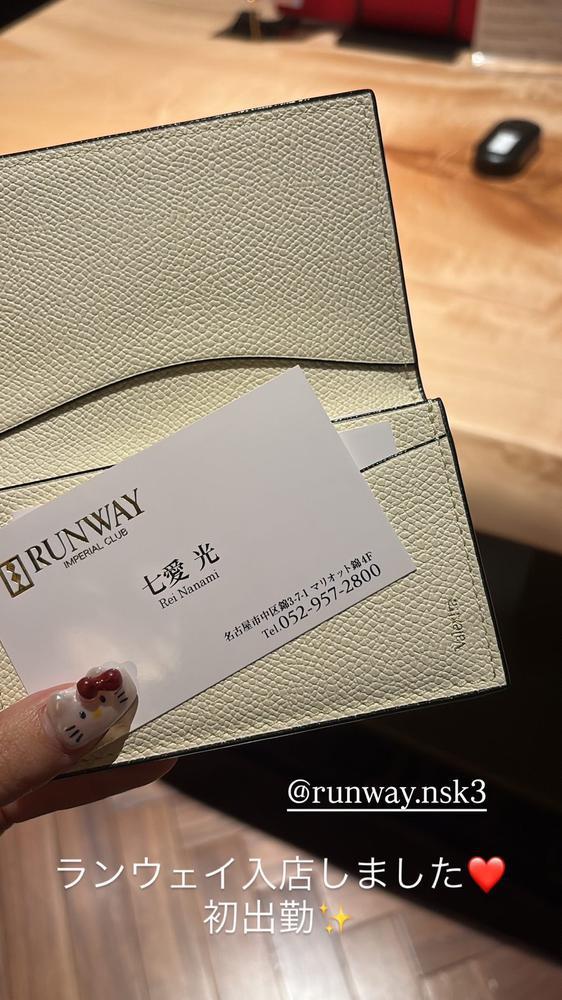 RUNWAY
IMPERIAL CLUB
七愛 光
Rei Nanami
名古屋市中区錦3-7-1 マリオット錦4F
Tel.052-957-2800
Valextra
@runway.nsk3
ランウェイ入店しました❤️
初出勤✨